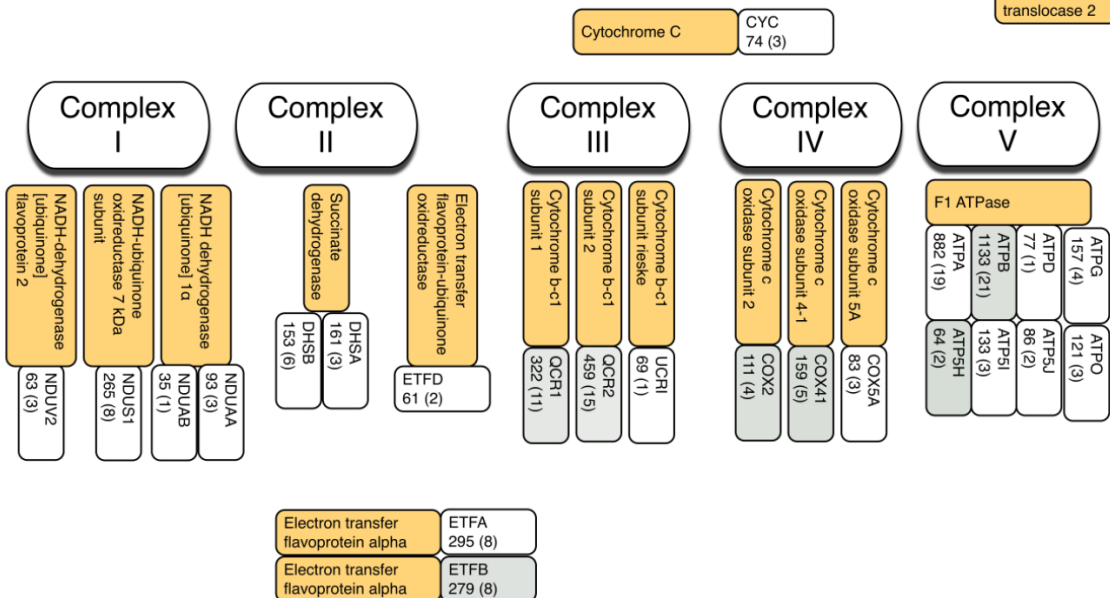 translocase 2
Cytochrome C
CYC
74 (3)
Complex
I
Complex
II
Complex
III
Complex
IV
Complex
V
NADH-dehydrogenase
[ubiquinone]
flavoprotein 2
NDUV2
63 (3)
NADH-ubiquinone
oxidreductase 7 kDa
subunit
NDUS1
265 (8)
NADH dehydrogenase
[ubiquinone] 1α
NDUAB
35 (1)
NDUAA
93 (3)
Succinate
dehydrogenase
DHSB
153 (6)
DHSA
161 (3)
Electron transfer
flavoprotein-ubiquinone
oxidreductase
ETFD
61 (2)
Cytochrome b-c1
subunit 1
QCR1
322 (11)
Cytochrome b-c1
subunit 2
QCR2
459 (15)
Cytochrome b-c1
subunit rieske
UCRI
69 (1)
Cytochrome c
oxidase subunit 2
COX2
111 (4)
Cytochrome c
oxidase subunit
4-1
COX41
159 (5)
Cytochrome c
oxidase subunit 5A
COX5A
83 (3)
F1 ATPase
ATPA
882 (19)
ATPB
1133 (21)
ATPD
77 (1)
ATPG
157 (4)
ATP5H
64 (2)
ATP5I
133 (3)
ATP5J
86 (2)
ATPO
121 (3)
Electron transfer
flavoprotein alpha
ETFA
295 (8)
Electron transfer
flavoprotein alpha
ETFB
279 (8)